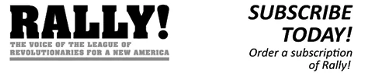 RALLY!
THE VOICE OF THE LEAGUE OF
REVOLUTIONARIES FOR A NEW AMERICA
SUBSCRIBE
TODAY!
Order a subscription
of Rally!